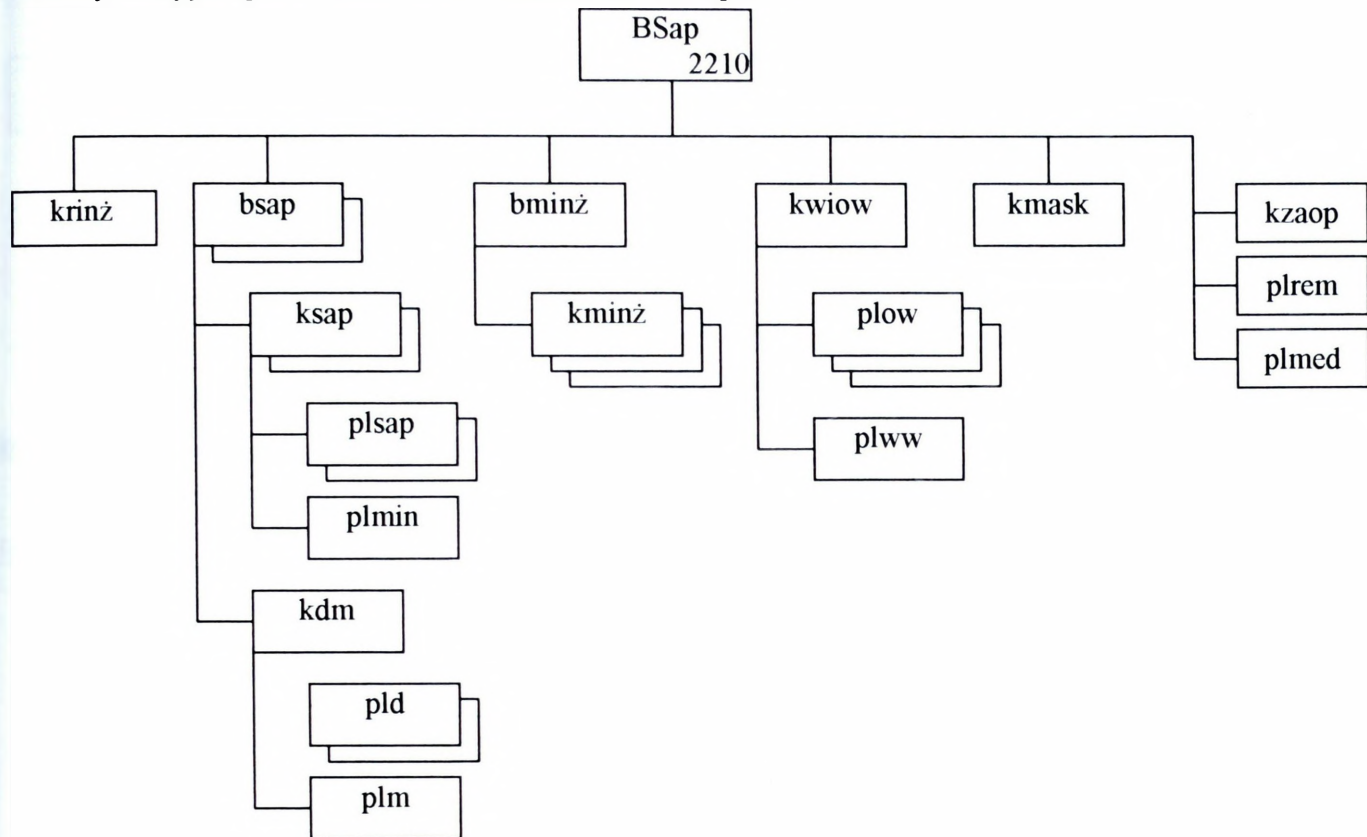 BSap
2210
krinż
bsap
bminż
kwiow
kmask
kzaop
plrem
plmed
ksap
kminż
plow
plsap
plww
plmin
kdm
pld
plm